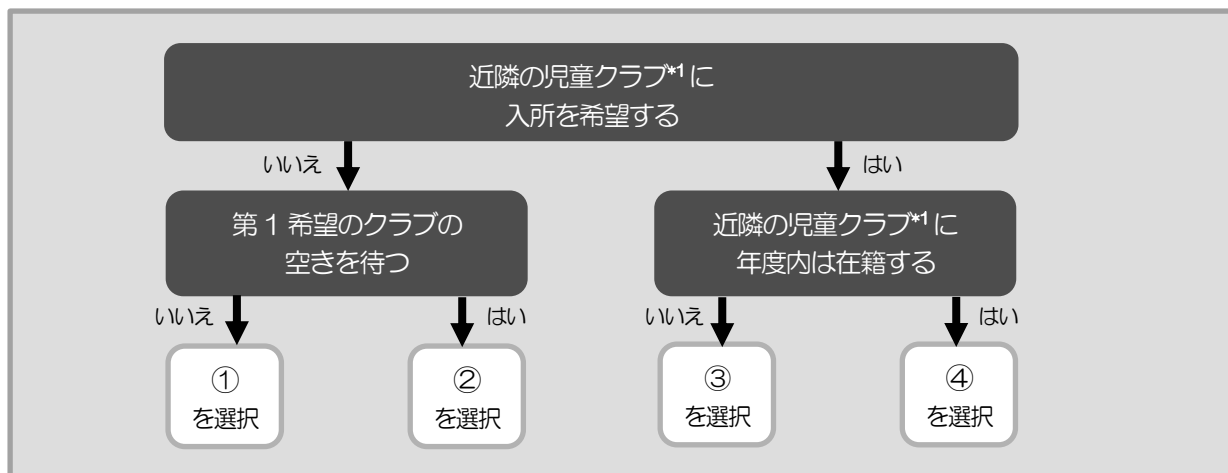 近隣の児童クラブ*1に
入所を希望する
いいえ
はい
第1希望のクラブの
空きを待つ
近隣の児童クラブ*1に
年度内は在籍する
いいえ
はい
いいえ
はい
①
を選択
②
を選択
③
を選択
④
を選択